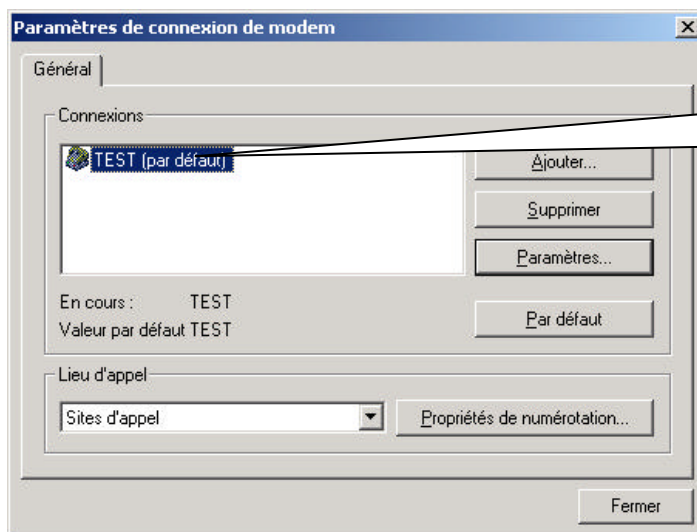 Paramètres de connexion de modem
Général
Connexions
TEST (par défaut)
Ajouter...
Supprimer
Paramètres...
En cours : TEST
Valeur par défaut TEST
Par défaut
Lieu d'appel
Sites d'appel
Propriétés de numérotation...
Fermer